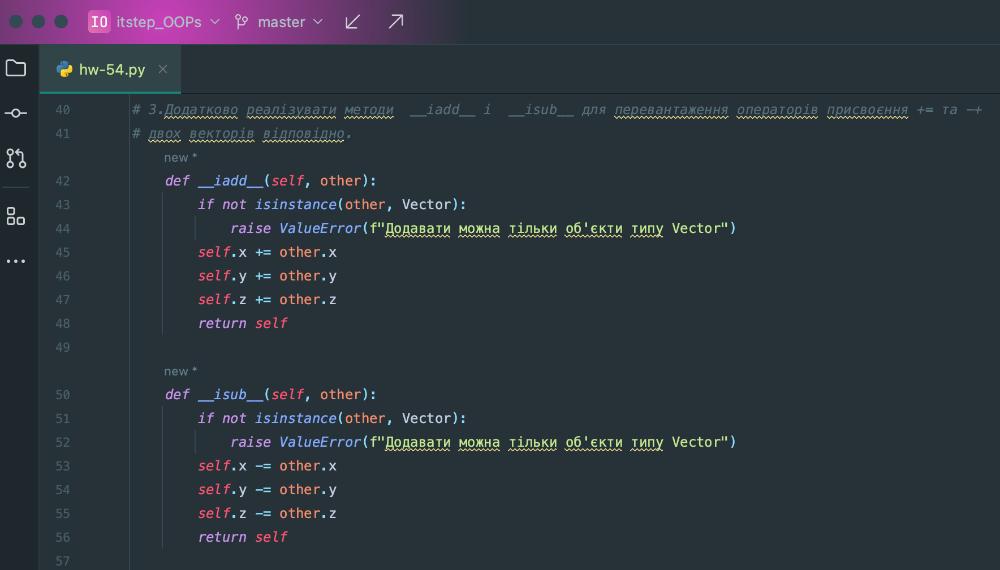 IO itstep_OOPs master
hw-54.py
40 # 3.Додатково реалізувати методи  __iadd__ і  __isub__ для перевантаження операторів присвоєння += та -+
41 # двох векторів відповідно.
new *
42 def __iadd__(self, other):
43 if not isinstance(other, Vector):
44 raise ValueError(f"Додавати можна тільки об'єкти типу Vector")
45 self.x += other.x
46 self.y += other.y
47 self.z += other.z
48 return self
49
new *
50 def __isub__(self, other):
51 if not isinstance(other, Vector):
52 raise ValueError(f"Додавати можна тільки об'єкти типу Vector")
53 self.x -= other.x
54 self.y -= other.y
55 self.z -= other.z
56 return self
57